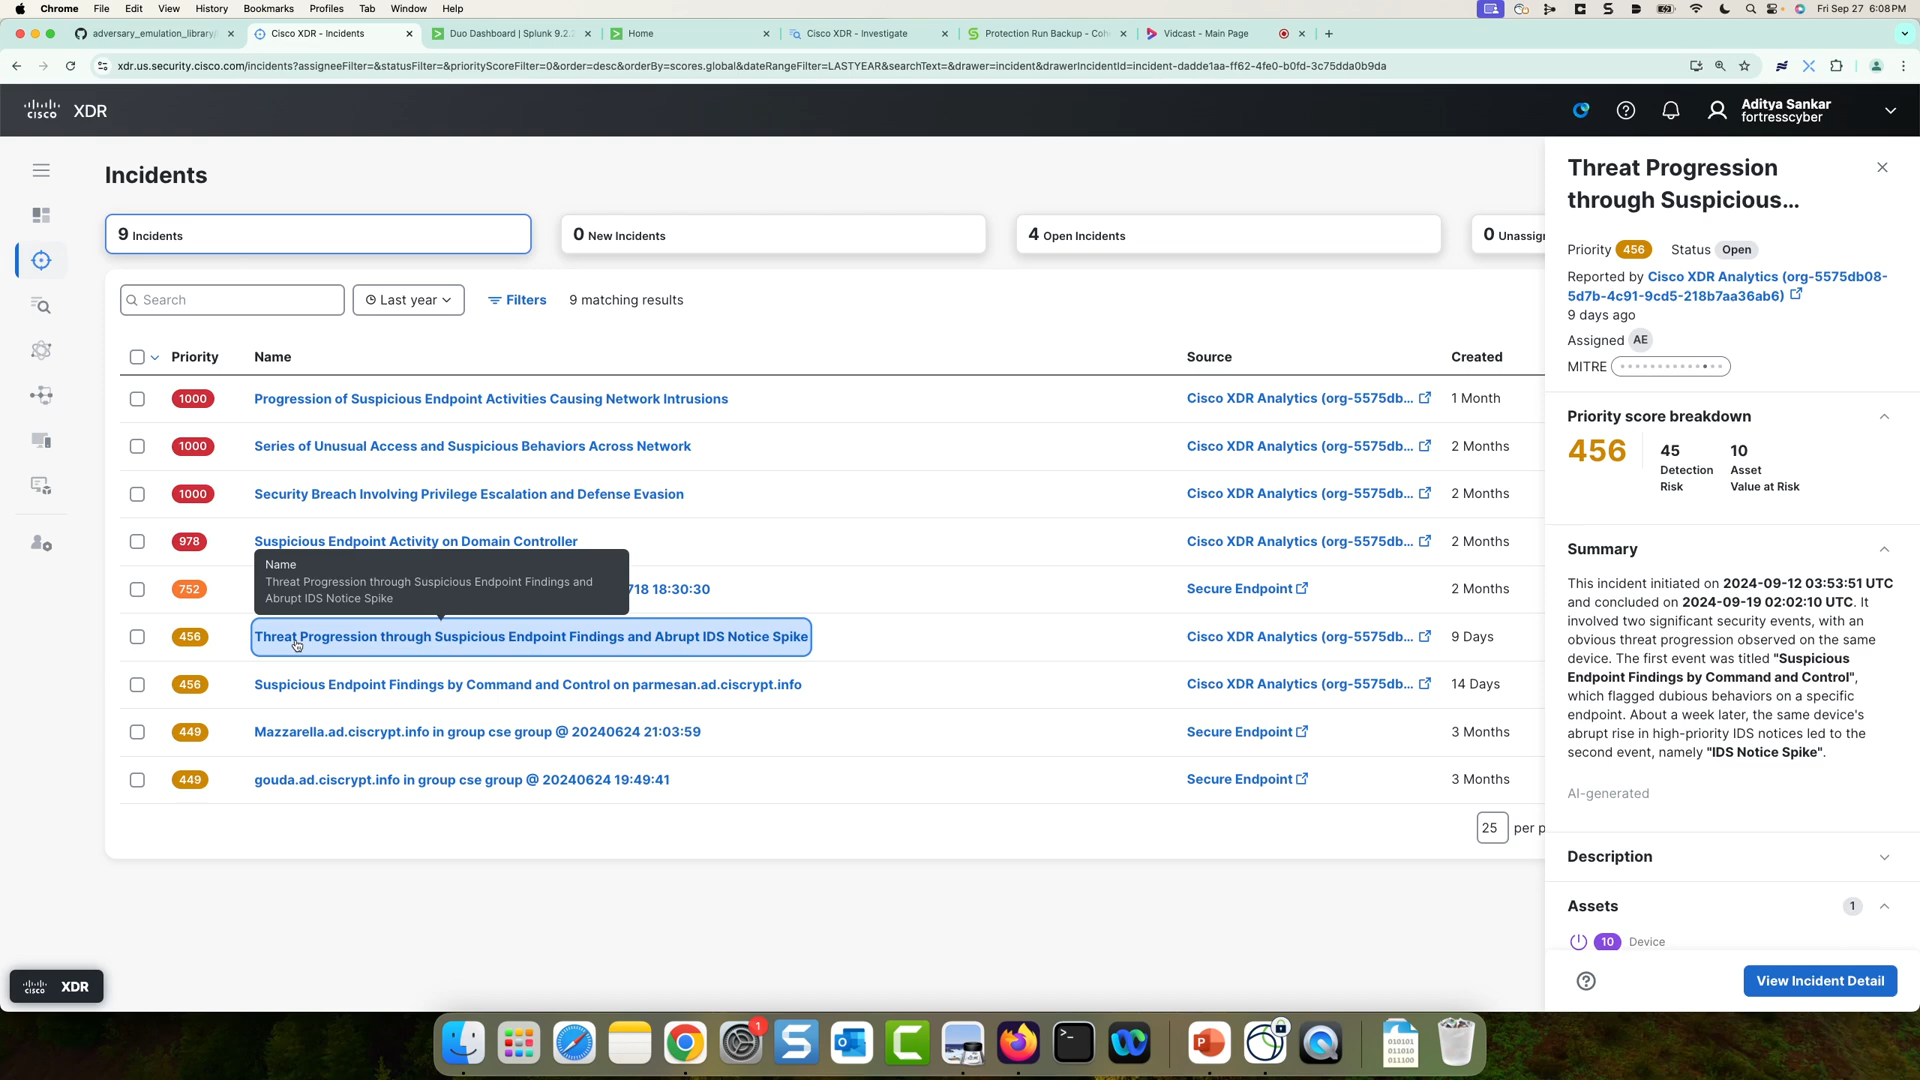 Chrome File Edit View History Bookmarks Profiles Tab Window Help Fri Sep 27 6:08 PM
adversary_emulation_library/ Cisco XDR - Incidents Duo Dashboard | Splunk 9.2. Home Cisco XDR - Investigate Protection Run Backup - Coh Vidcast - Main Page
xdr.us.security.cisco.com/incidents?assigneeFilter=&statusFilter=&priorityScoreFilter=0&order=desc&orderBy=scores.global&dateRangeFilter=LASTYEAR&searchText=&drawer=incident&drawerIncidentId=incident-dadde1aa-ff62-4fe0-b0fd-3c75dda0b9da
CISCO XDR
Aditya Sankar
fortresscyber
Incidents
9 Incidents
0 New Incidents
4 Open Incidents
0 Unassign
Search
Last year
Filters
9 matching results
Priority Name Source Created
1000 Progression of Suspicious Endpoint Activities Causing Network Intrusions Cisco XDR Analytics (org-5575db... 1 Month
1000 Series of Unusual Access and Suspicious Behaviors Across Network Cisco XDR Analytics (org-5575db... 2 Months
1000 Security Breach Involving Privilege Escalation and Defense Evasion Cisco XDR Analytics (org-5575db... 2 Months
978 Suspicious Endpoint Activity on Domain Controller Cisco XDR Analytics (org-5575db... 2 Months
Name
Threat Progression through Suspicious Endpoint Findings and
Abrupt IDS Notice Spike
752 718 18:30:30 Secure Endpoint 2 Months
456 Threat Progression through Suspicious Endpoint Findings and Abrupt IDS Notice Spike Cisco XDR Analytics (org-5575db... 9 Days
456 Suspicious Endpoint Findings by Command and Control on parmesan.ad.ciscrypt.info Cisco XDR Analytics (org-5575db... 14 Days
449 Mazzarella.ad.ciscrypt.info in group cse group @ 20240624 21:03:59 Secure Endpoint 3 Months
449 gouda.ad.ciscrypt.info in group cse group @ 20240624 19:49:41 Secure Endpoint 3 Months
25 per p
Threat Progression
through Suspicious...
Priority 456 Status Open
Reported by Cisco XDR Analytics (org-5575db08-
5d7b-4c91-9cd5-218b7aa36ab6)
9 days ago
Assigned AE
MITRE
Priority score breakdown
456
45
Detection
Risk
10
Asset
Value at Risk
Summary
This incident initiated on 2024-09-12 03:53:51 UTC
and concluded on 2024-09-19 02:02:10 UTC. It
involved two significant security events, with an
obvious threat progression observed on the same
device. The first event was titled "Suspicious
Endpoint Findings by Command and Control",
which flagged dubious behaviors on a specific
endpoint. About a week later, the same device's
abrupt rise in high-priority IDS notices led to the
second event, namely "IDS Notice Spike".
AI-generated
Description
Assets 1
10 Device
View Incident Detail
CISCO XDR
1
010101
011010
011100